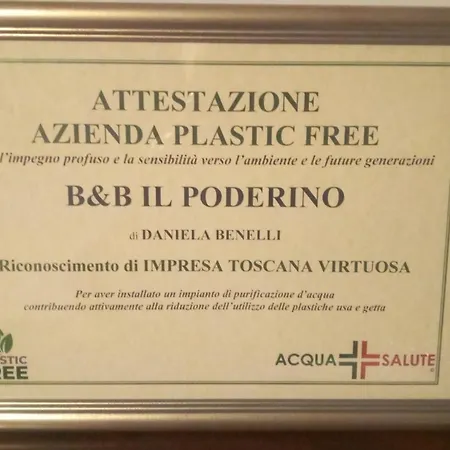 ATTESTAZIONE
AZIENDA PLASTIC FREE
l'impegno profuso e la sensibilità verso l'ambiente e le future generazioni
B&B IL PODERINO
di DANIELA BENELLI
Riconoscimento di IMPRESA TOSCANA VIRTUOSA
Per aver installato un impianto di purificazione d'acqua
contribuendo attivamente alla riduzione dell'utilizzo delle plastiche usa e getta
ASTIC
REE
ACQUA SALUTE